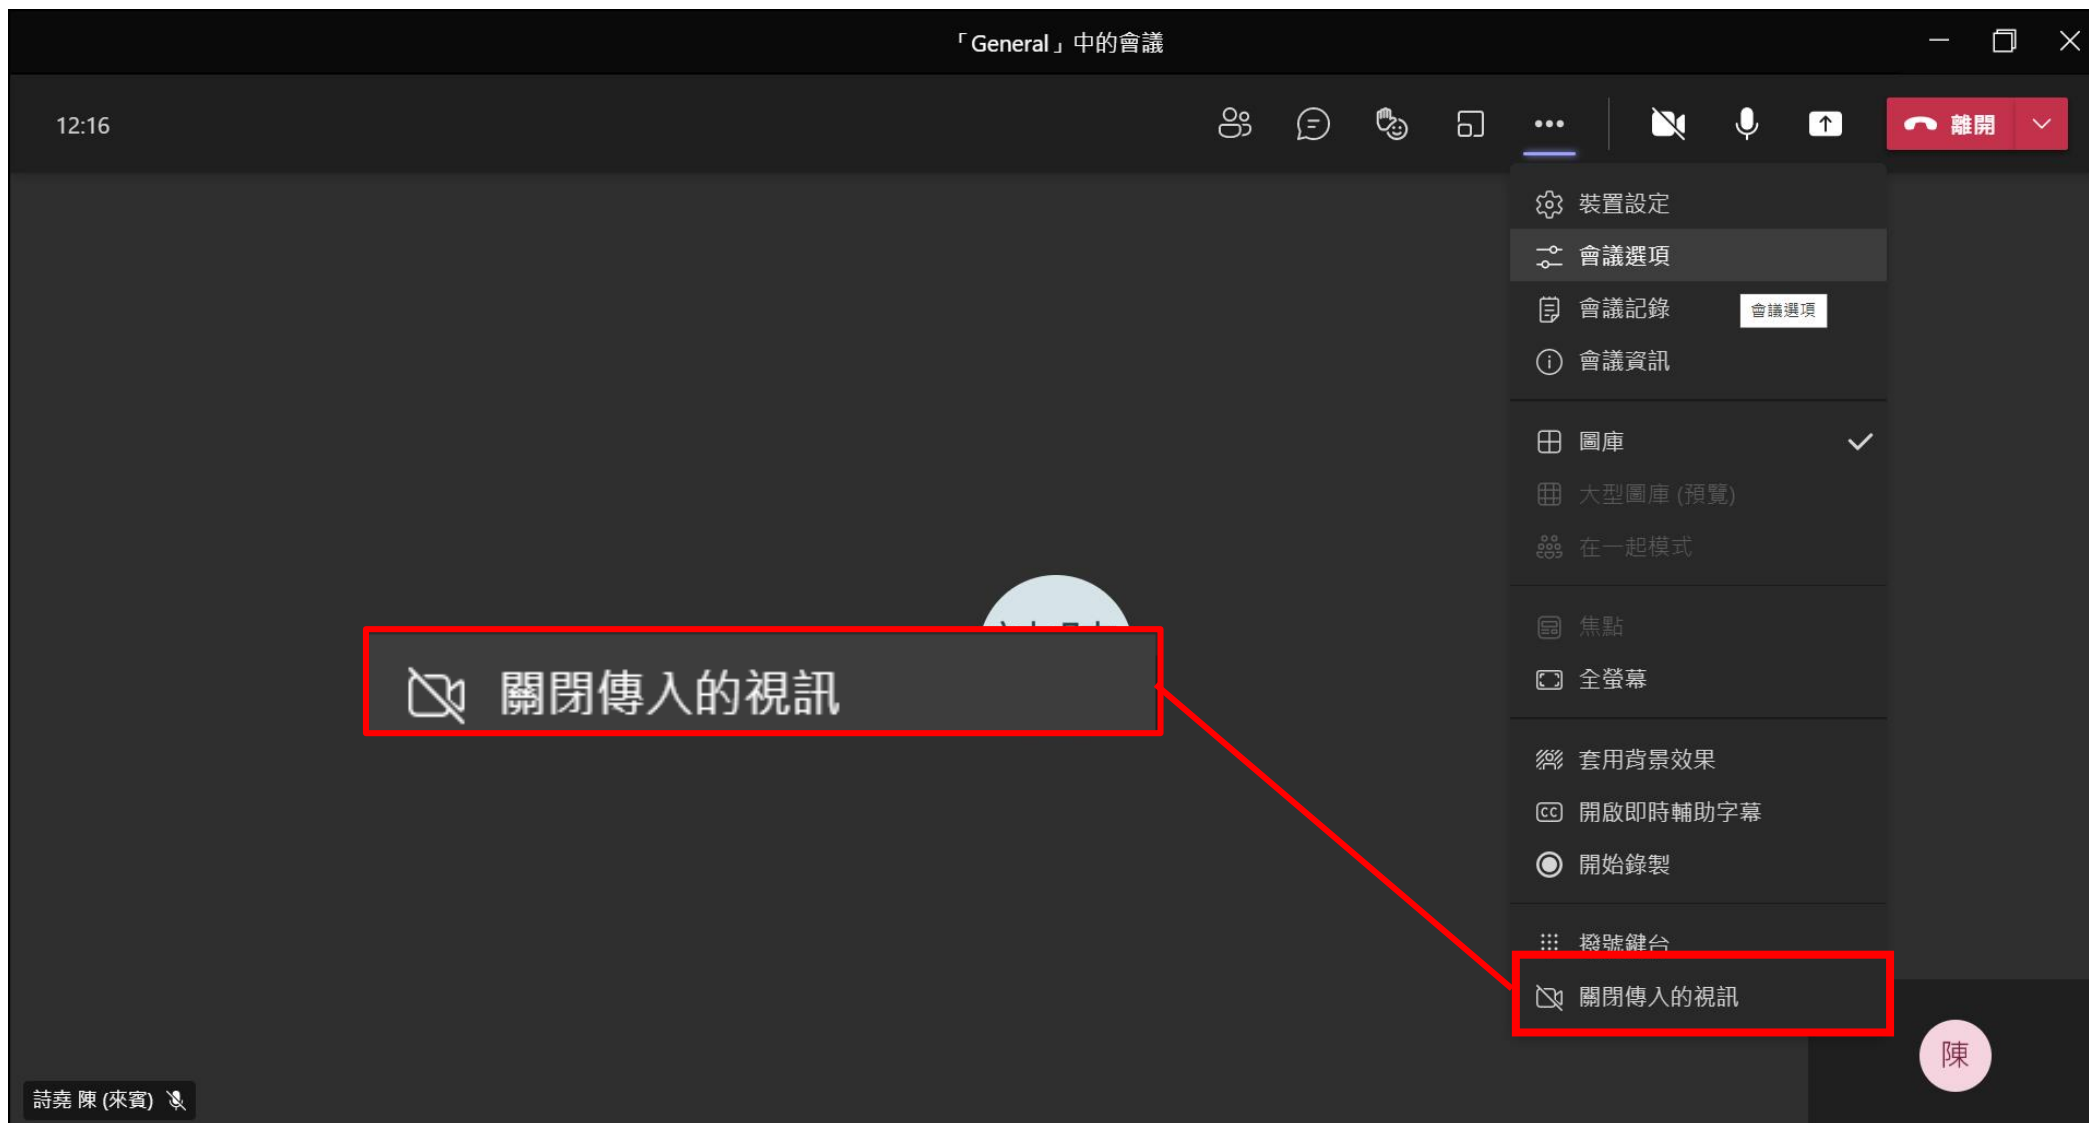 「General」中的會議
12:16
離開
裝置設定
會議選項
會議記錄
會議選項
會議資訊
圖庫
大型圖庫 (預覽)
在一起模式
焦點
全螢幕
關閉傳入的視訊
套用背景效果
CC 開啟即時輔助字幕
開始錄製
撥號鍵台
關閉傳入的視訊
陳
詩堯 陳 (來賓)